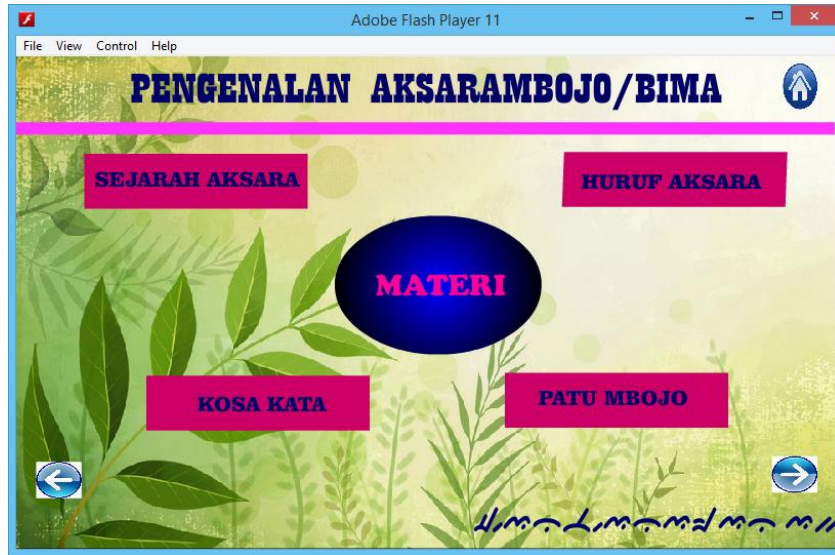 Adobe Flash Player 11
File View Control Help
PENGENALAN AKSARAMBOJO/BIMA
SEJARAH AKSARA
HURUF AKSARA
MATERI
KOSA KATA
PATU MBOJO